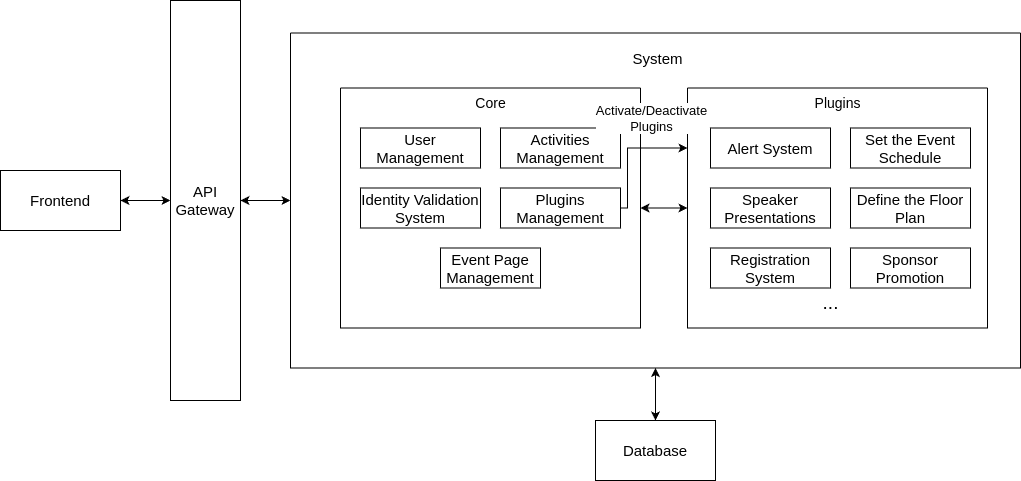 System
Core
Activate/Deactivate
Plugins
Plugins
User
Management
Activities
Management
Alert System
Set the Event
Schedule
Frontend
API
Gateway
Identity Validation
System
Plugins
Management
Speaker
Presentations
Define the Floor
Plan
Event Page
Management
Registration
System
Sponsor
Promotion
...
Database